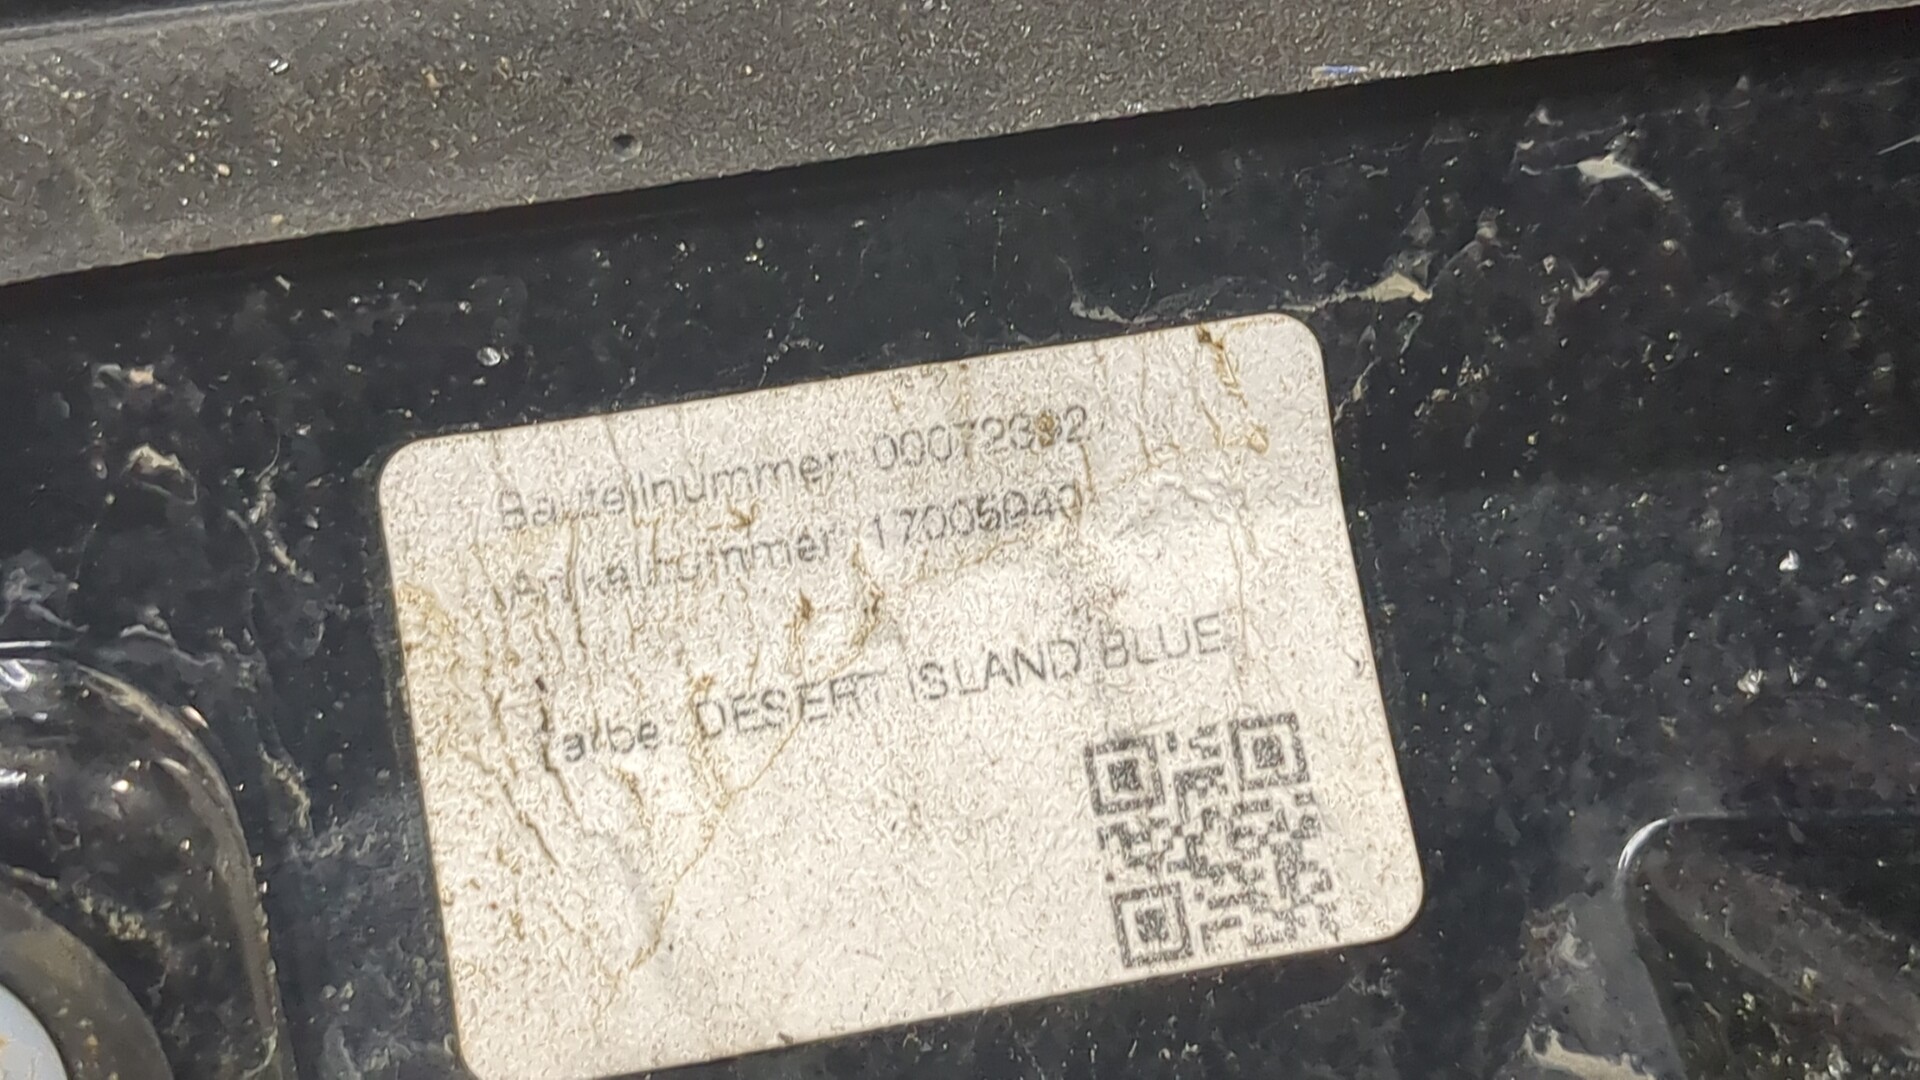 Bauteilnummer: 00072392
Artikelnummer: 17005940
Farbe: DESERT ISLAND BLUE